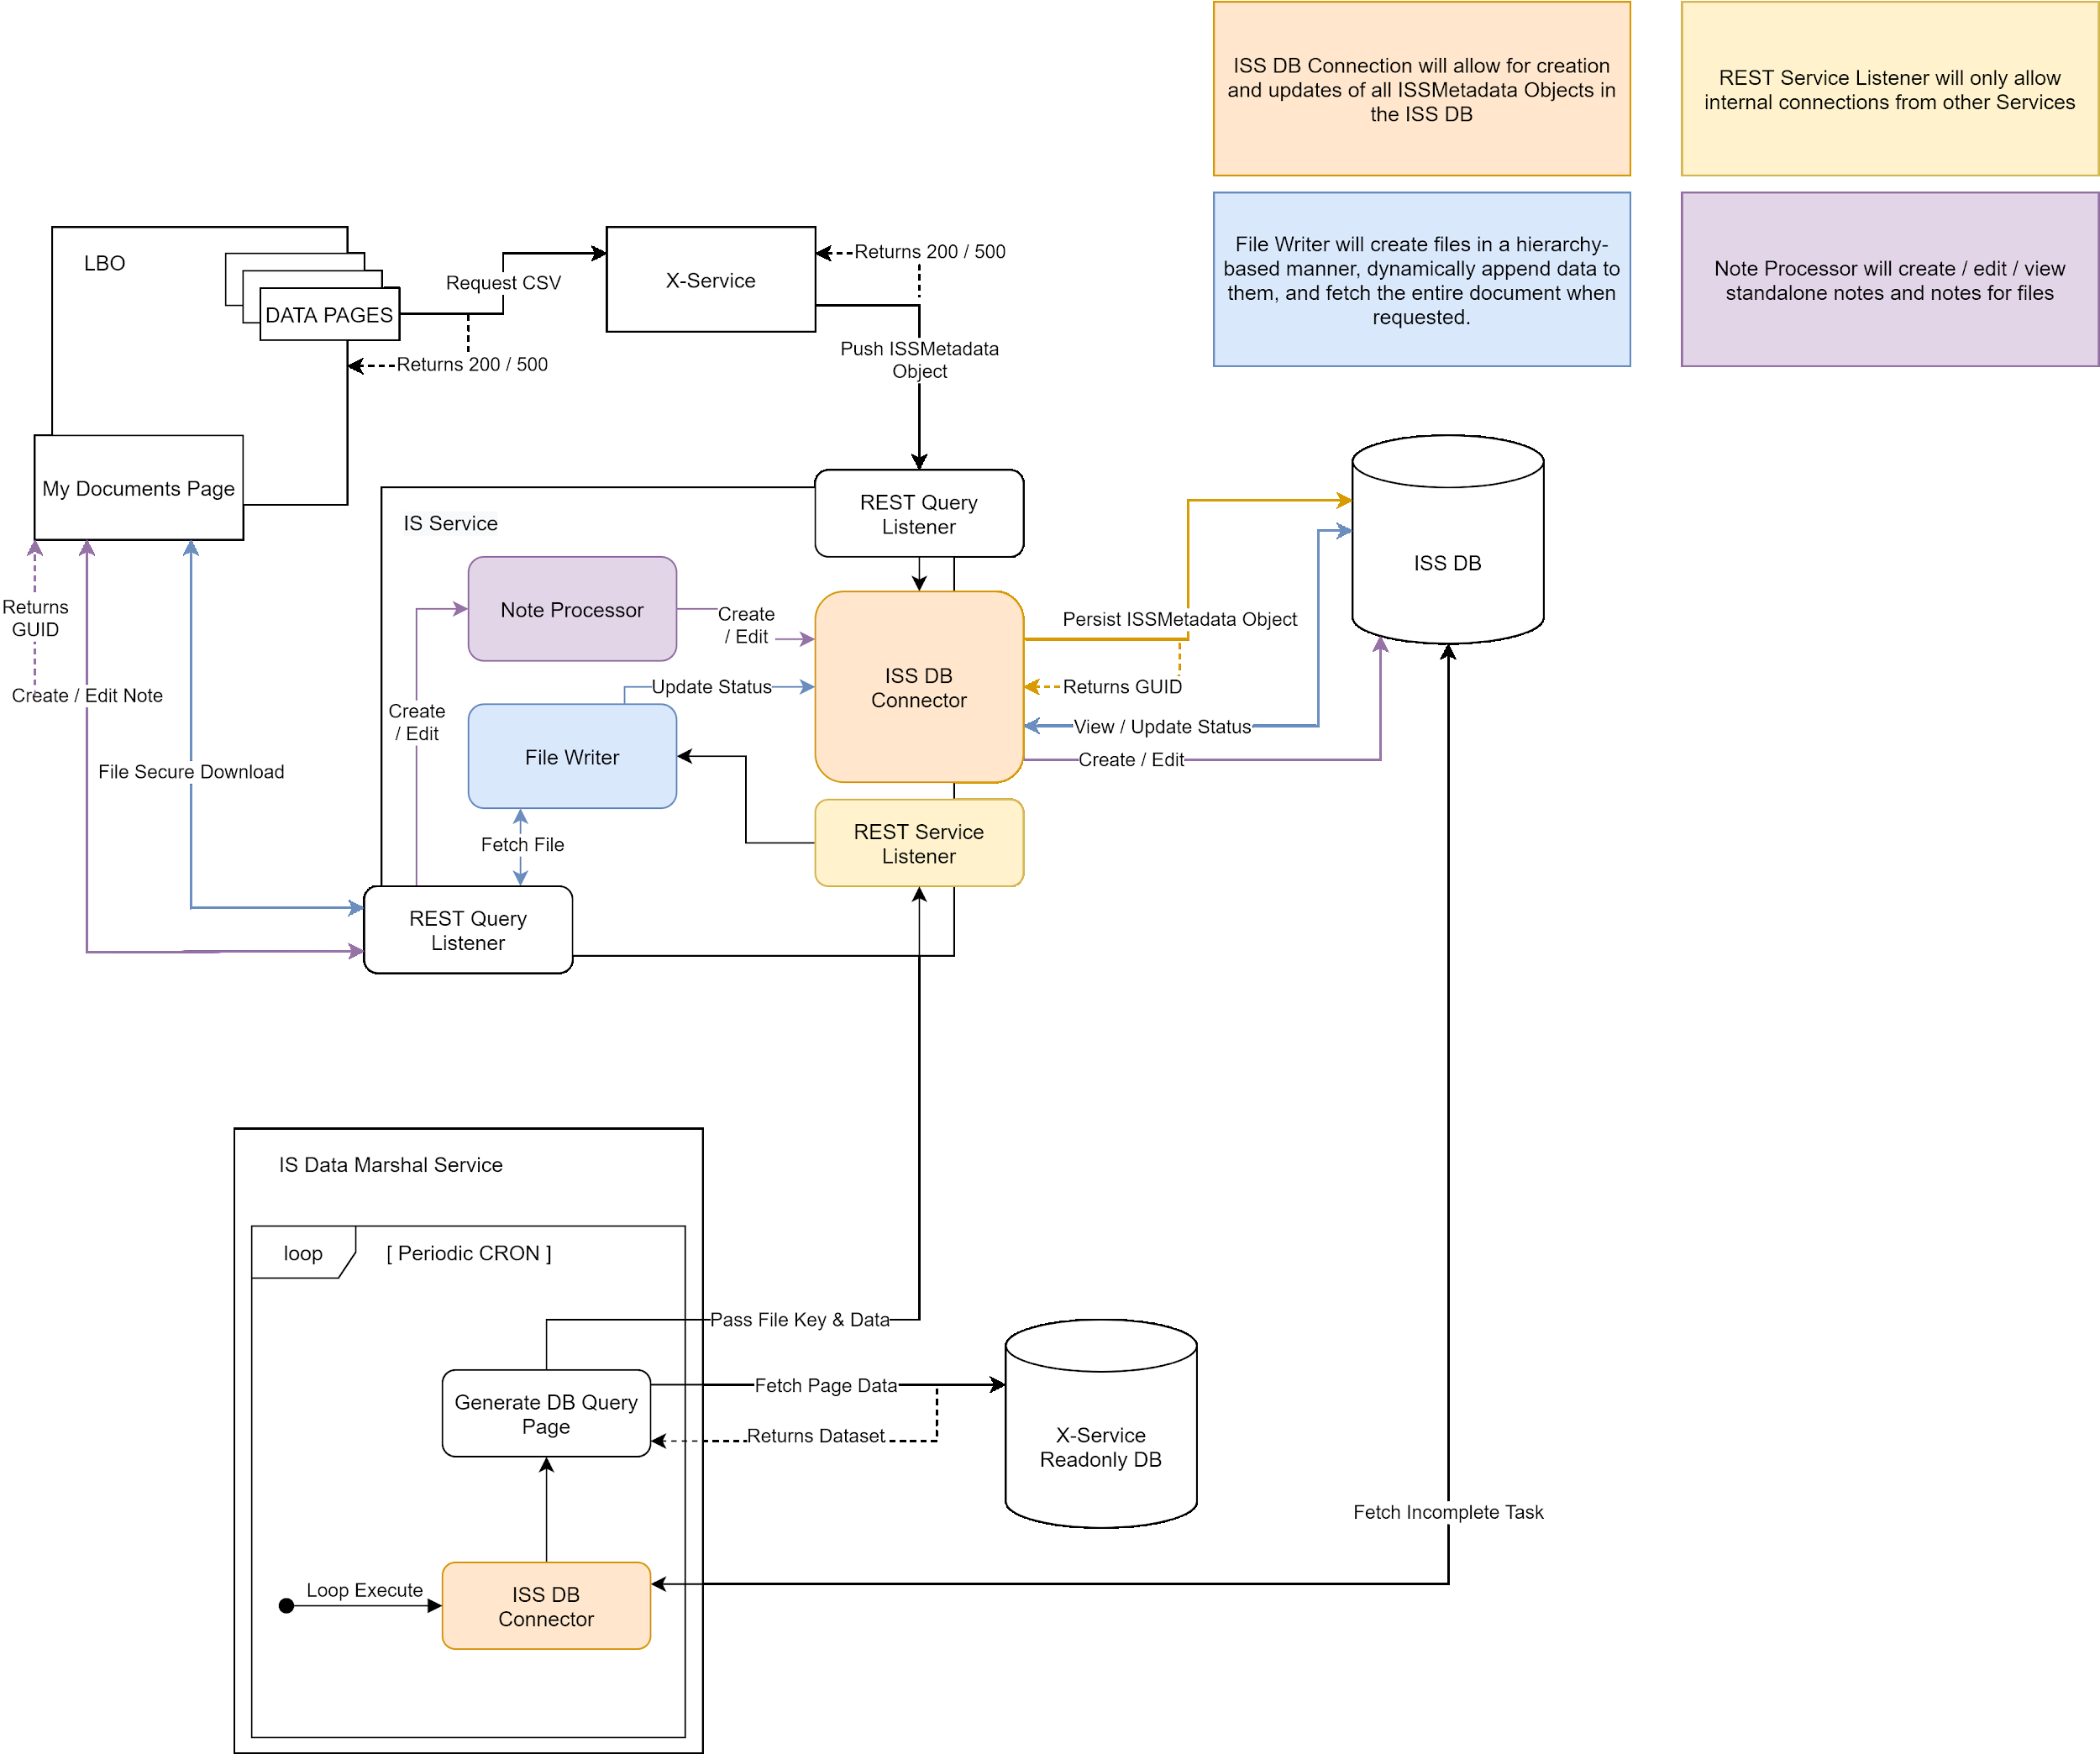 ISS DB Connection will allow for creation
and updates of all ISSMetadata Objects in
the ISS DB
REST Service Listener will only allow
internal connections from other Services
File Writer will create files in a hierarchy-
based manner, dynamically append data to
them, and fetch the entire document when
requested.
Note Processor will create / edit / view
standalone notes and notes for files
LBO
DATA PAGES
Request CSV
Returns 200 / 500
X-Service
Returns 200 / 500
Push ISSMetadata
Object
My Documents Page
IS Service
REST Query
Listener
ISS DB
Returns
GUID
Create / Edit Note
File Secure Download
Note Processor
Create
/ Edit
Create
/ Edit
Update Status
File Writer
Fetch File
ISS DB
Connector
Persist ISSMetadata Object
Returns GUID
View / Update Status
Create / Edit
REST Service
Listener
REST Query
Listener
IS Data Marshal Service
loop
[ Periodic CRON ]
Pass File Key & Data
Generate DB Query
Page
Fetch Page Data
Returns Dataset
X-Service
Readonly DB
Fetch Incomplete Task
Loop Execute
ISS DB
Connector